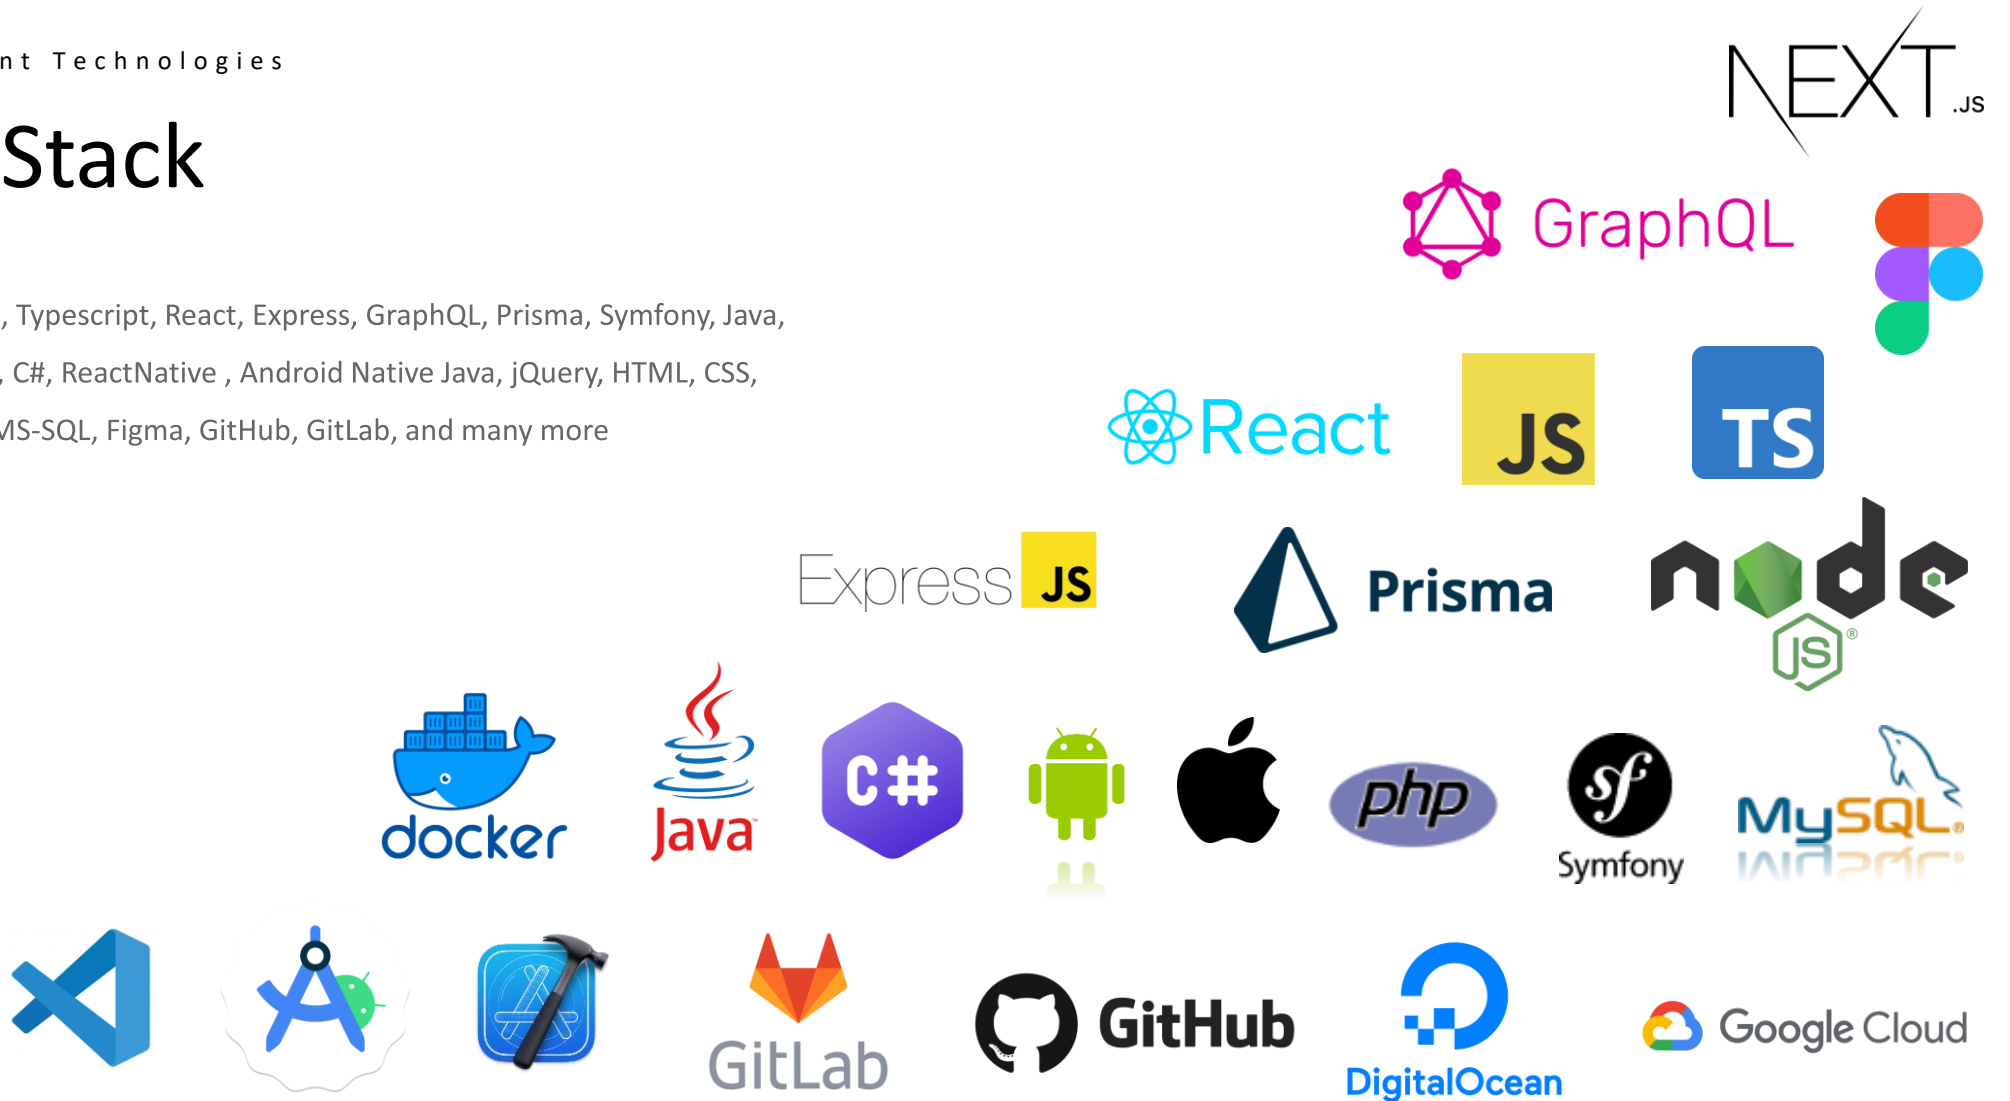 nt Technologies
Stack
, Typescript, React, Express, GraphQL, Prisma, Symfony, Java,
, C#, ReactNative , Android Native Java, jQuery, HTML, CSS,
MS-SQL, Figma, GitHub, GitLab, and many more
NEXT.JS
GraphQL
React
JS
TS
Express JS
Prisma
node
JS®
docker
Java™
C#
php
sf
Symfony
MySQL®
GitLab
GitHub
DigitalOcean
Google Cloud